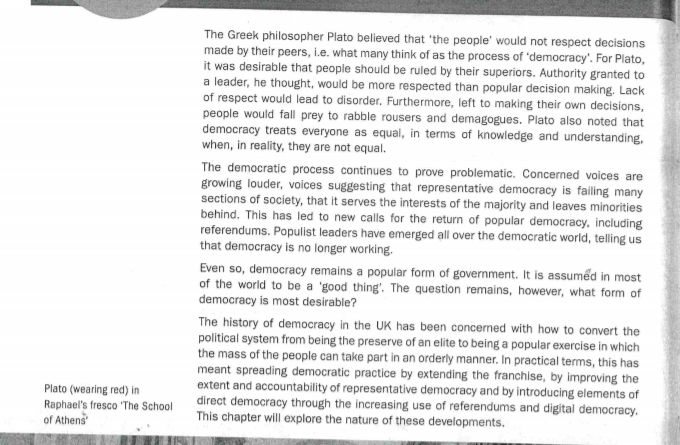 The Greek philosopher Plato believed that 'the people' would not respect decisions
made by their peers, i.e. what many think of as the process of 'democracy'. For Plato,
it was desirable that people should be ruled by their superiors. Authority granted to
a leader, he thought, would be more respected than popular decision making. Lack
of respect would lead to disorder. Furthermore, left to making their own decisions,
people would fall prey to rabble rousers and demagogues. Plato also noted that
democracy treats everyone as equal, in terms of knowledge and understanding,
when, in reality, they are not equal.
The democratic process continues to prove problematic. Concerned voices are
growing louder, voices suggesting that representative democracy is failing many
sections of society, that it serves the interests of the majority and leaves minorities
behind. This has led to new calls for the return of popular democracy, including
referendums. Populist leaders have emerged all over the democratic world, telling us
that democracy is no longer working.
Even so, democracy remains a popular form of government. It is assumed in most
of the world to be a 'good thing'. The question remains, however, what form of
democracy is most desirable?
The history of democracy in the UK has been concerned with how to convert the
political system from being the preserve of an elite to being a popular exercise in which
the mass of the people can take part in an orderly manner. In practical terms, this has
meant spreading democratic practice by extending the franchise, by improving the
extent and accountability of representative democracy and by introducing elements of
direct democracy through the increasing use of referendums and digital democracy.
This chapter will explore the nature of these developments.
Plato (wearing red) in
Raphael's fresco 'The School
of Athens'